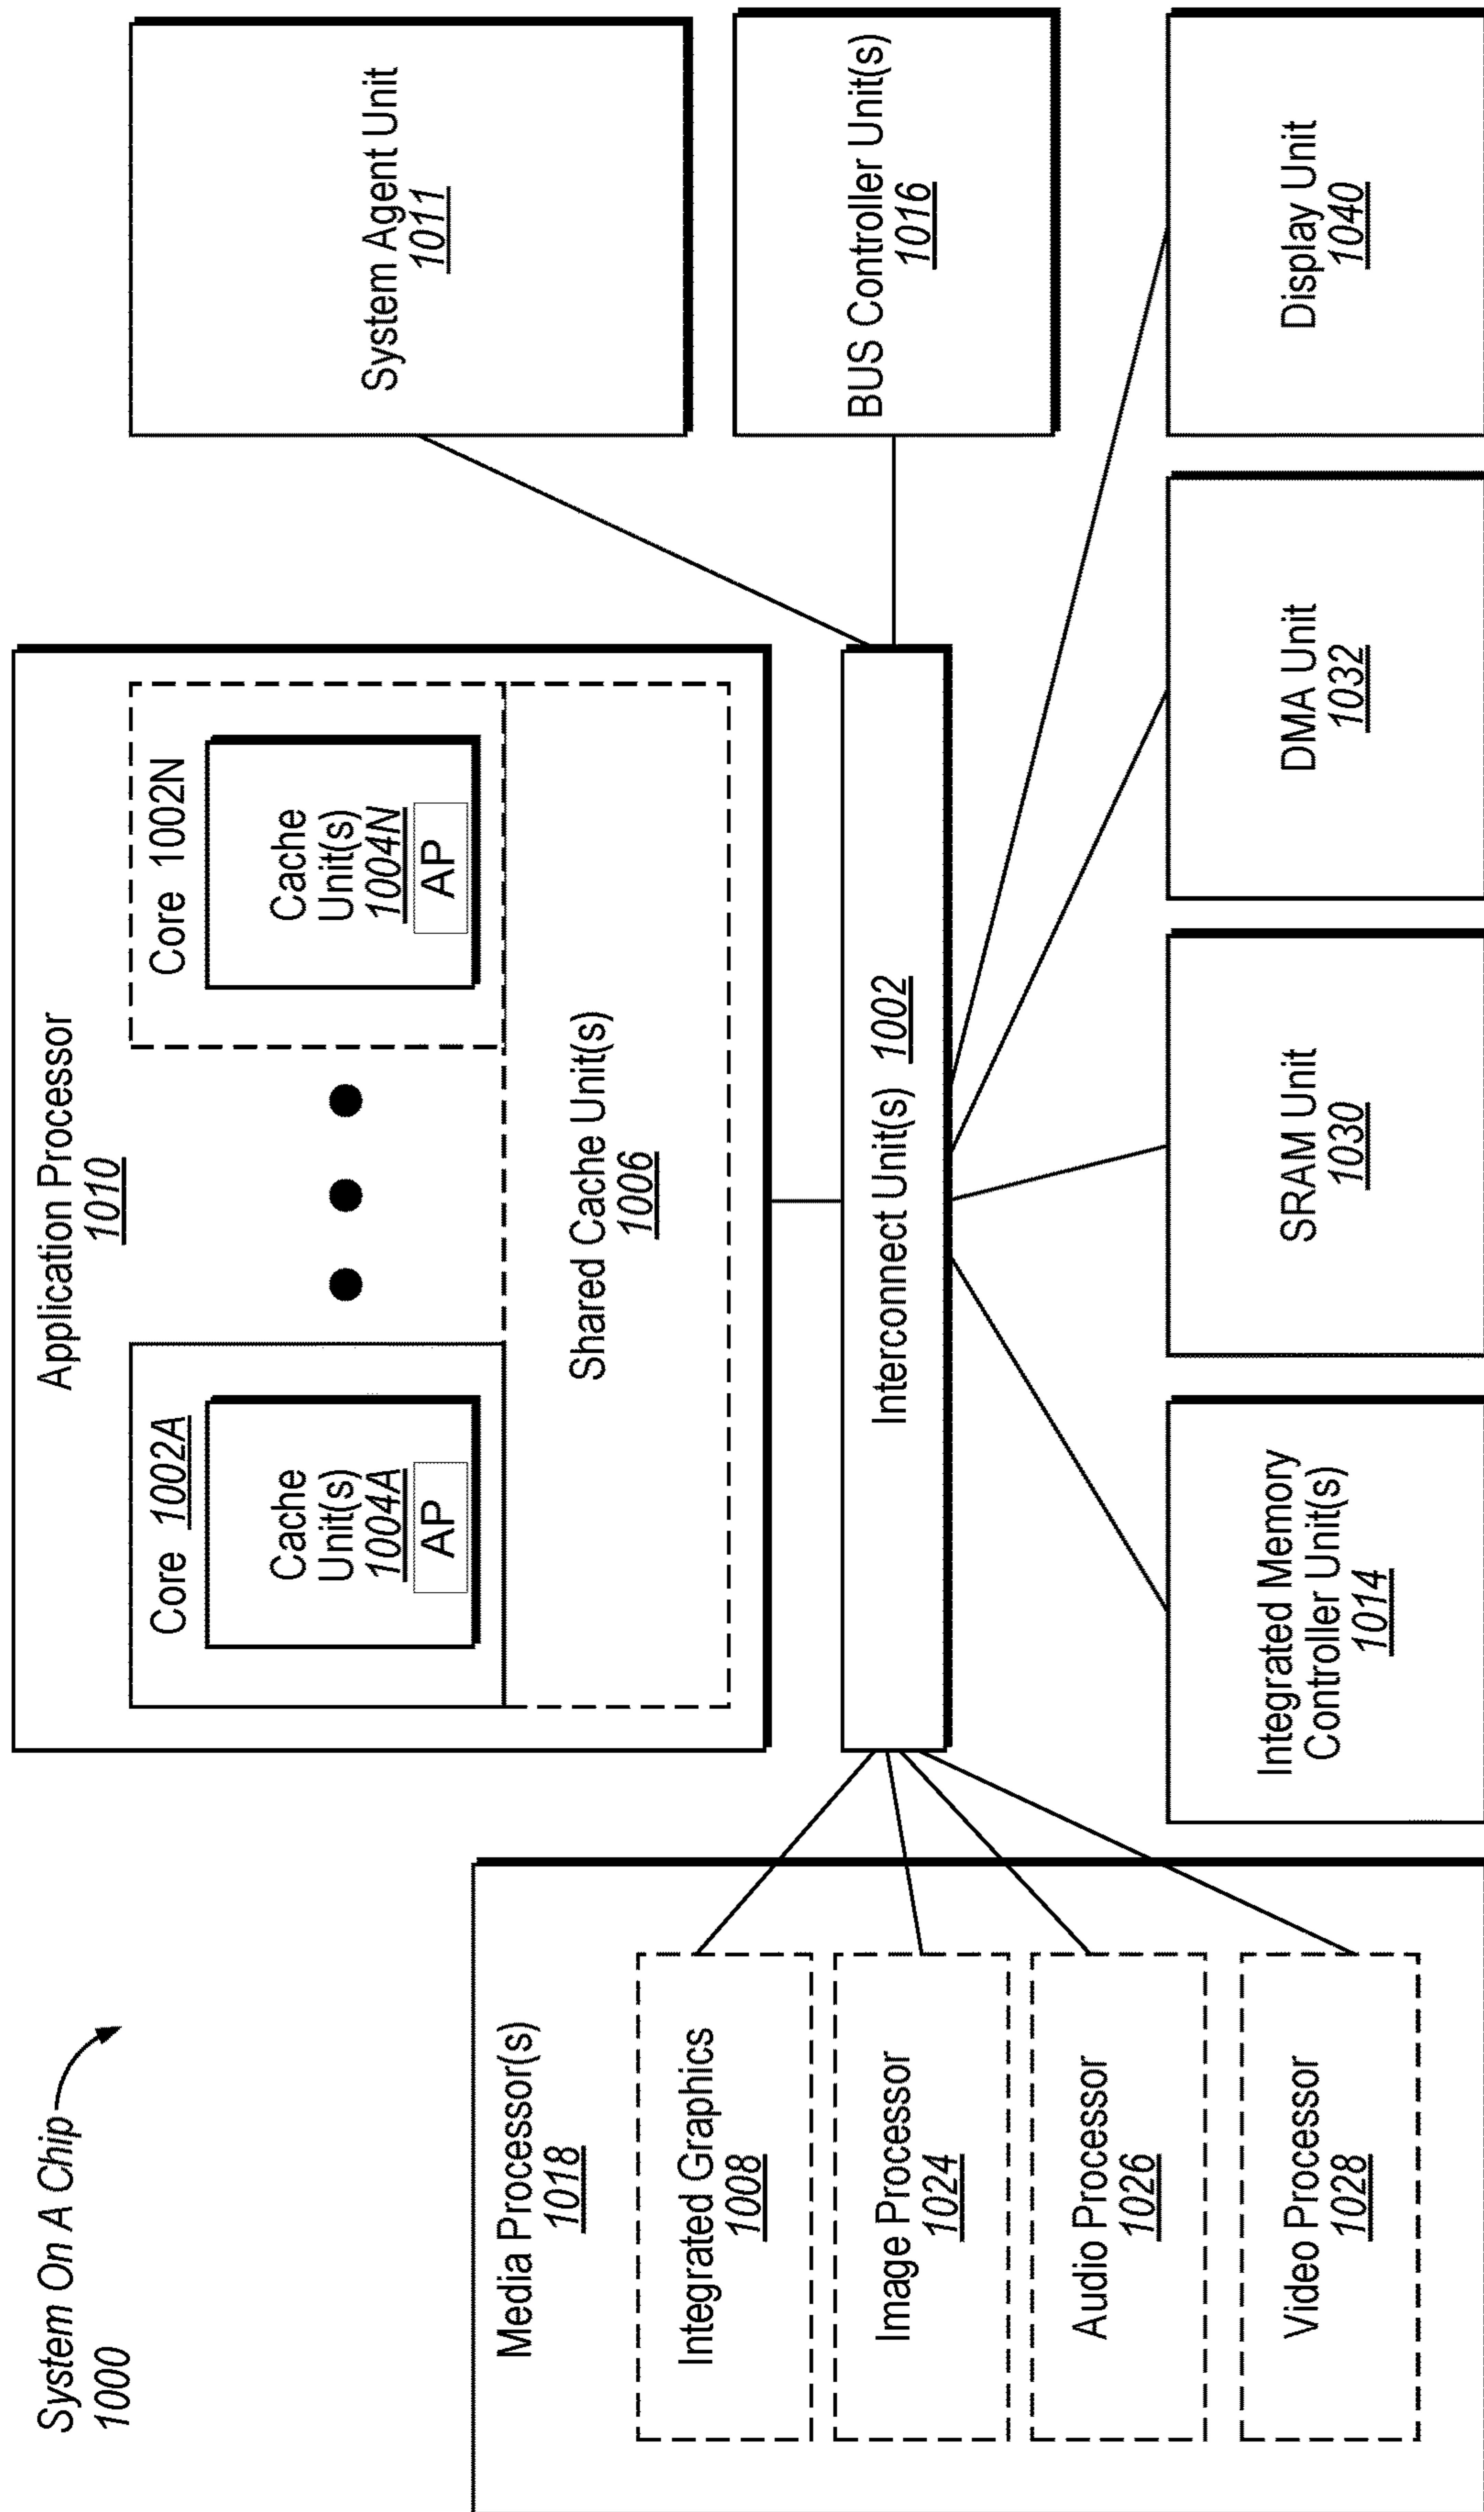 System On A Chip
1000
Application Processor
1010
Core 1002A
Cache
Unit(s)
1004A
AP
Core 1002N
Cache
Unit(s)
1004N
AP
Shared Cache Unit(s)
1006
System Agent Unit
1011
Media Processor(s)
1018
Integrated Graphics
1008
Image Processor
1024
Audio Processor
1026
Video Processor
1028
Interconnect Unit(s) 1002
BUS Controller Unit(s)
1016
Integrated Memory
Controller Unit(s)
1014
SRAM Unit
1030
DMA Unit
1032
Display Unit
1040